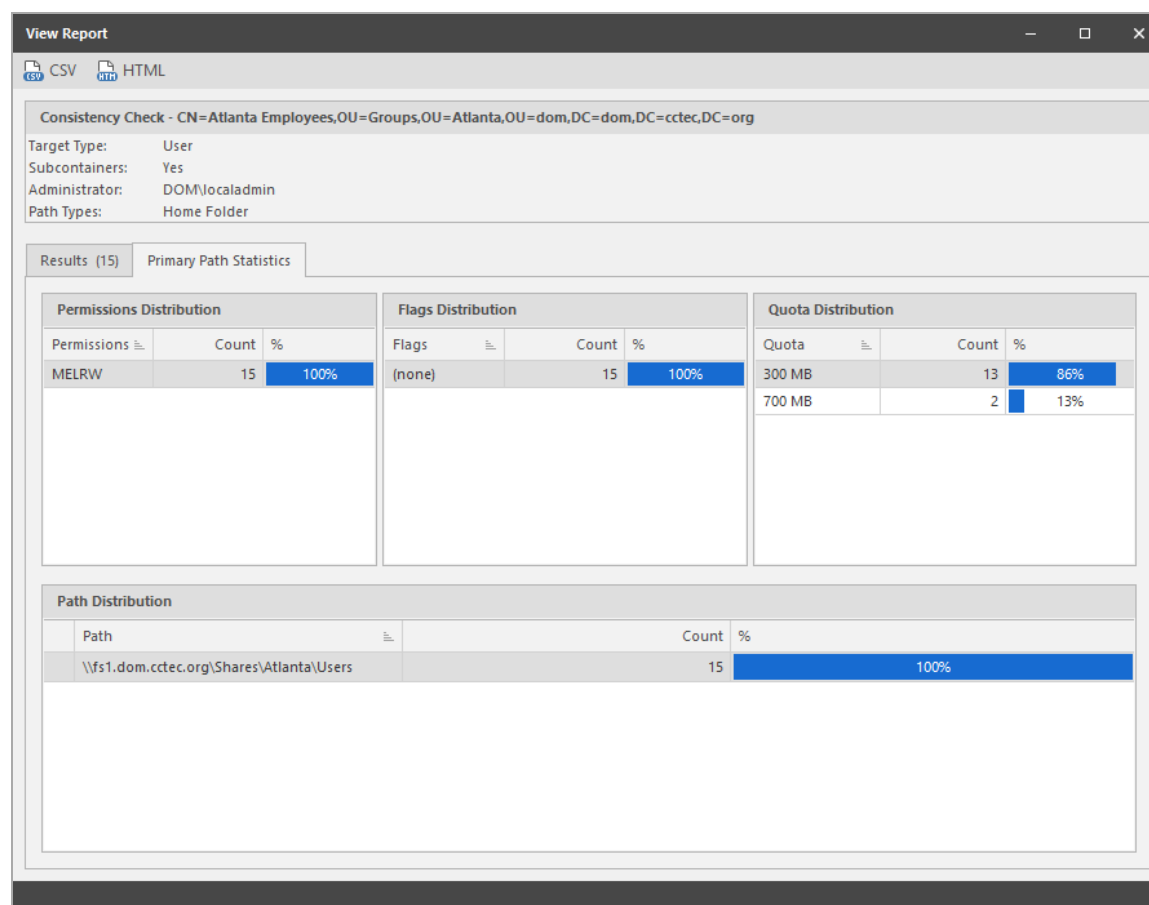 View Report
CSV HTML
Consistency Check - CN=Atlanta Employees,OU=Groups,OU=Atlanta,OU=dom,DC=dom,DC=cctec,DC=org
Target Type: User
Subcontainers: Yes
Administrator: DOM\localadmin
Path Types: Home Folder
Results (15) Primary Path Statistics
Permissions Distribution Flags Distribution Quota Distribution
Permissions Count % Flags Count % Quota Count %
MELRW 15 100% (none) 15 100% 300 MB 13 86%
700 MB 2 13%
Path Distribution
Path Count %
\\fs1.dom.cctec.org\Shares\Atlanta\Users 15 100%